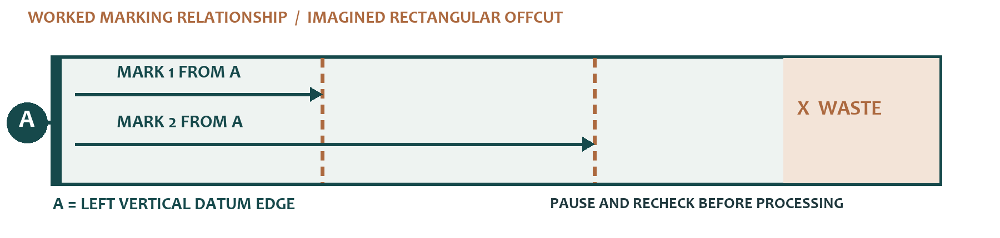 WORKED MARKING RELATIONSHIP / IMAGINED RECTANGULAR OFFCUT
MARK 1 FROM A
A
MARK 2 FROM A
X WASTE
A = LEFT VERTICAL DATUM EDGE
PAUSE AND RECHECK BEFORE PROCESSING